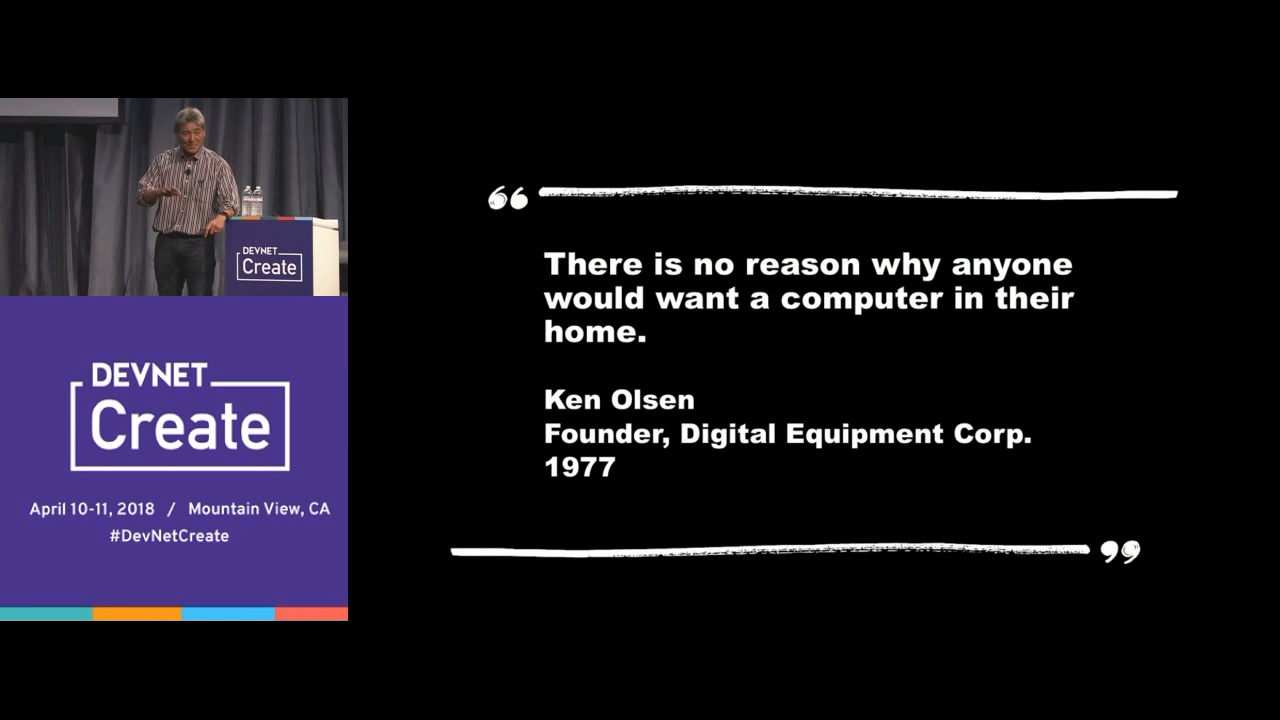 DEVNET
Create
DEVNET
Create
April 10-11, 2018 / Mountain View, CA
#DevNetCreate
“
There is no reason why anyone
would want a computer in their
home.
Ken Olsen
Founder, Digital Equipment Corp.
1977
”